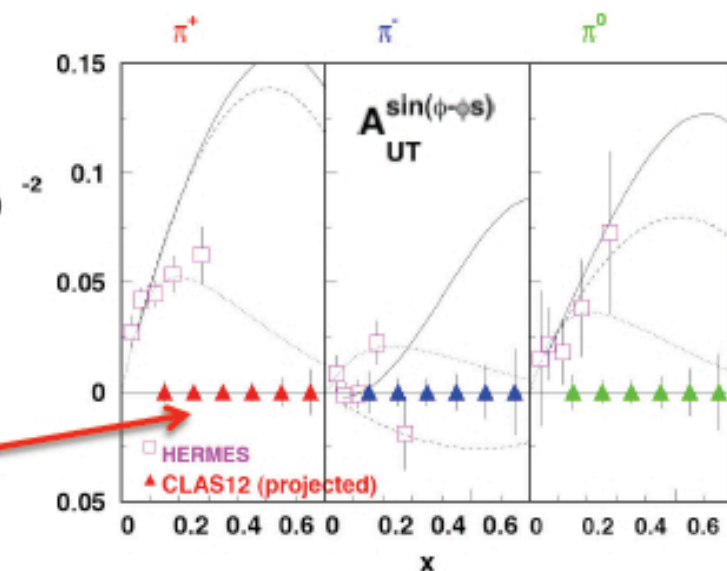 π+ π- π0
0.15
A UT sin(ϕ-ϕs)
0.1
) -2
0.05
0
HERMES
CLAS12 (projected)
0.05
0 0.2 0.4 0.6 0 0.2 0.4 0.6 0 0.2 0.4 0.6
x